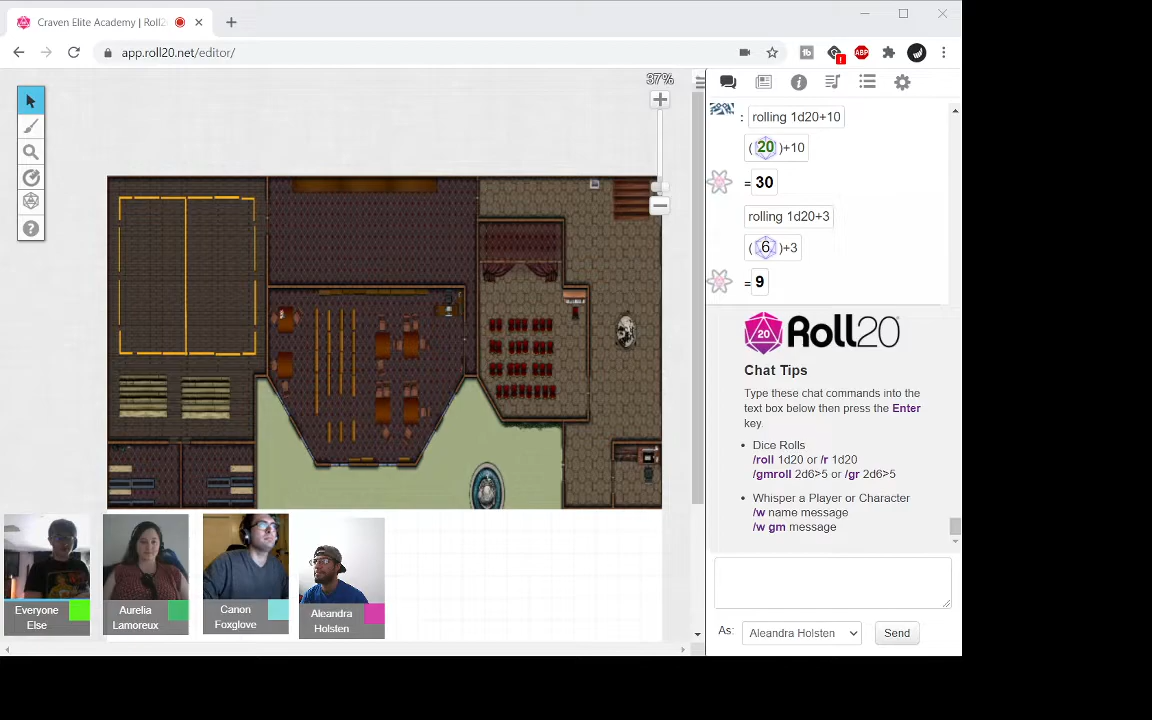 Craven Elite Academy | Roll2
app.roll20.net/editor/
37%
: rolling 1d20+10
(20)+10
= 30
rolling 1d20+3
(6)+3
= 9
20 Roll20
Chat Tips
Type these chat commands into the
text box below then press the Enter
key.
• Dice Rolls
/roll 1d20 or /r 1d20
/gmroll 2d6>5 or /gr 2d6>5
• Whisper a Player or Character
/w name message
/w gm message
As: Aleandra Holsten Send
Everyone
Else
Aurelia
Lamoreux
Canon
Foxglove
Aleandra
Holsten